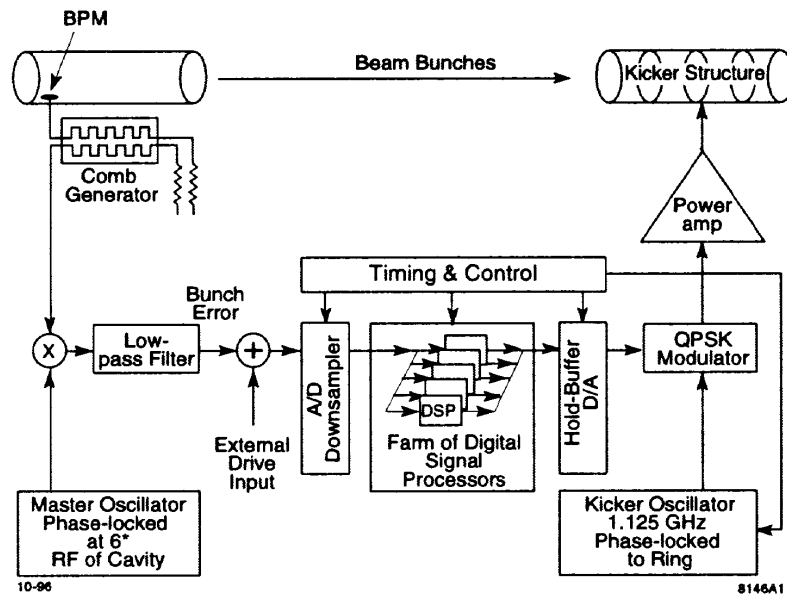 BPM
Beam Bunches
Kicker Structure
Comb
Generator
Power
amp
Timing & Control
Bunch
Error
X
Low-
pass Filter
+
A/D
Downsampler
DSP
Farm of Digital
Signal
Processors
Hold-Buffer
D/A
QPSK
Modulator
External
Drive
Input
Master Oscillator
Phase-locked
at 6*
RF of Cavity
Kicker Oscillator
1.125 GHz
Phase-locked
to Ring
10-96
8146A1